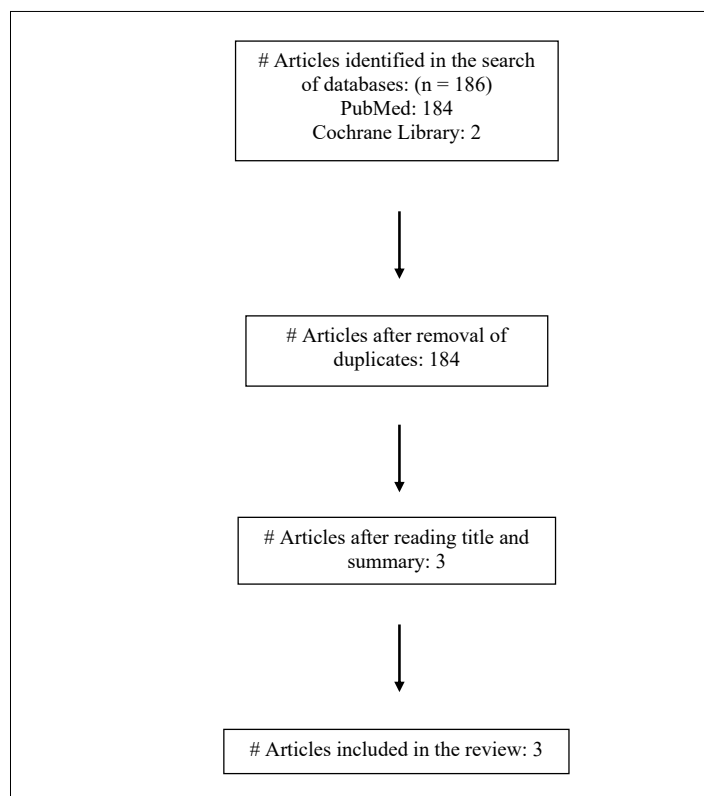 # Articles identified in the search
of databases: (n = 186)
PubMed: 184
Cochrane Library: 2
# Articles after removal of
duplicates: 184
# Articles after reading title and
summary: 3
# Articles included in the review: 3